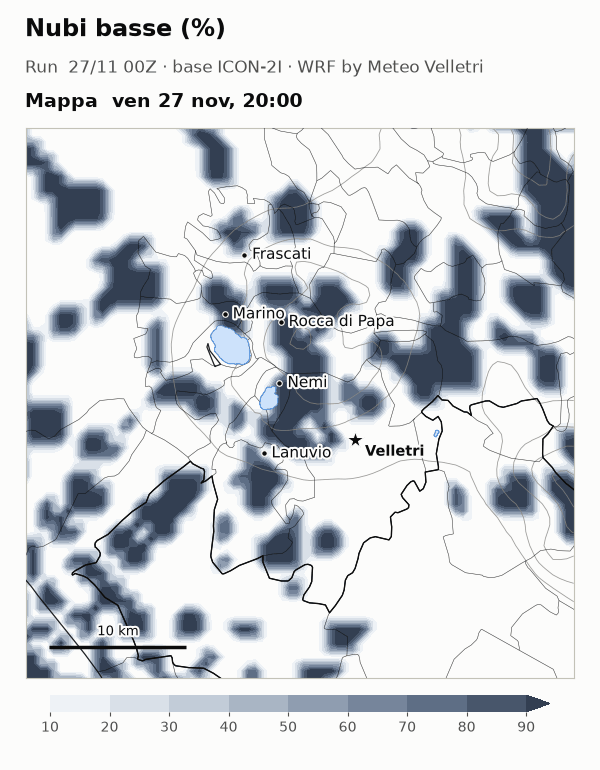 Nubi basse (%)
Run 27/11 00Z · base ICON-2I · WRF by Meteo Velletri
Mappa ven 27 nov, 20:00
Frascati
Marino
Rocca di Papa
Nemi
Velletri
Lanuvio
10 km
10 20 30 40 50 60 70 80 90